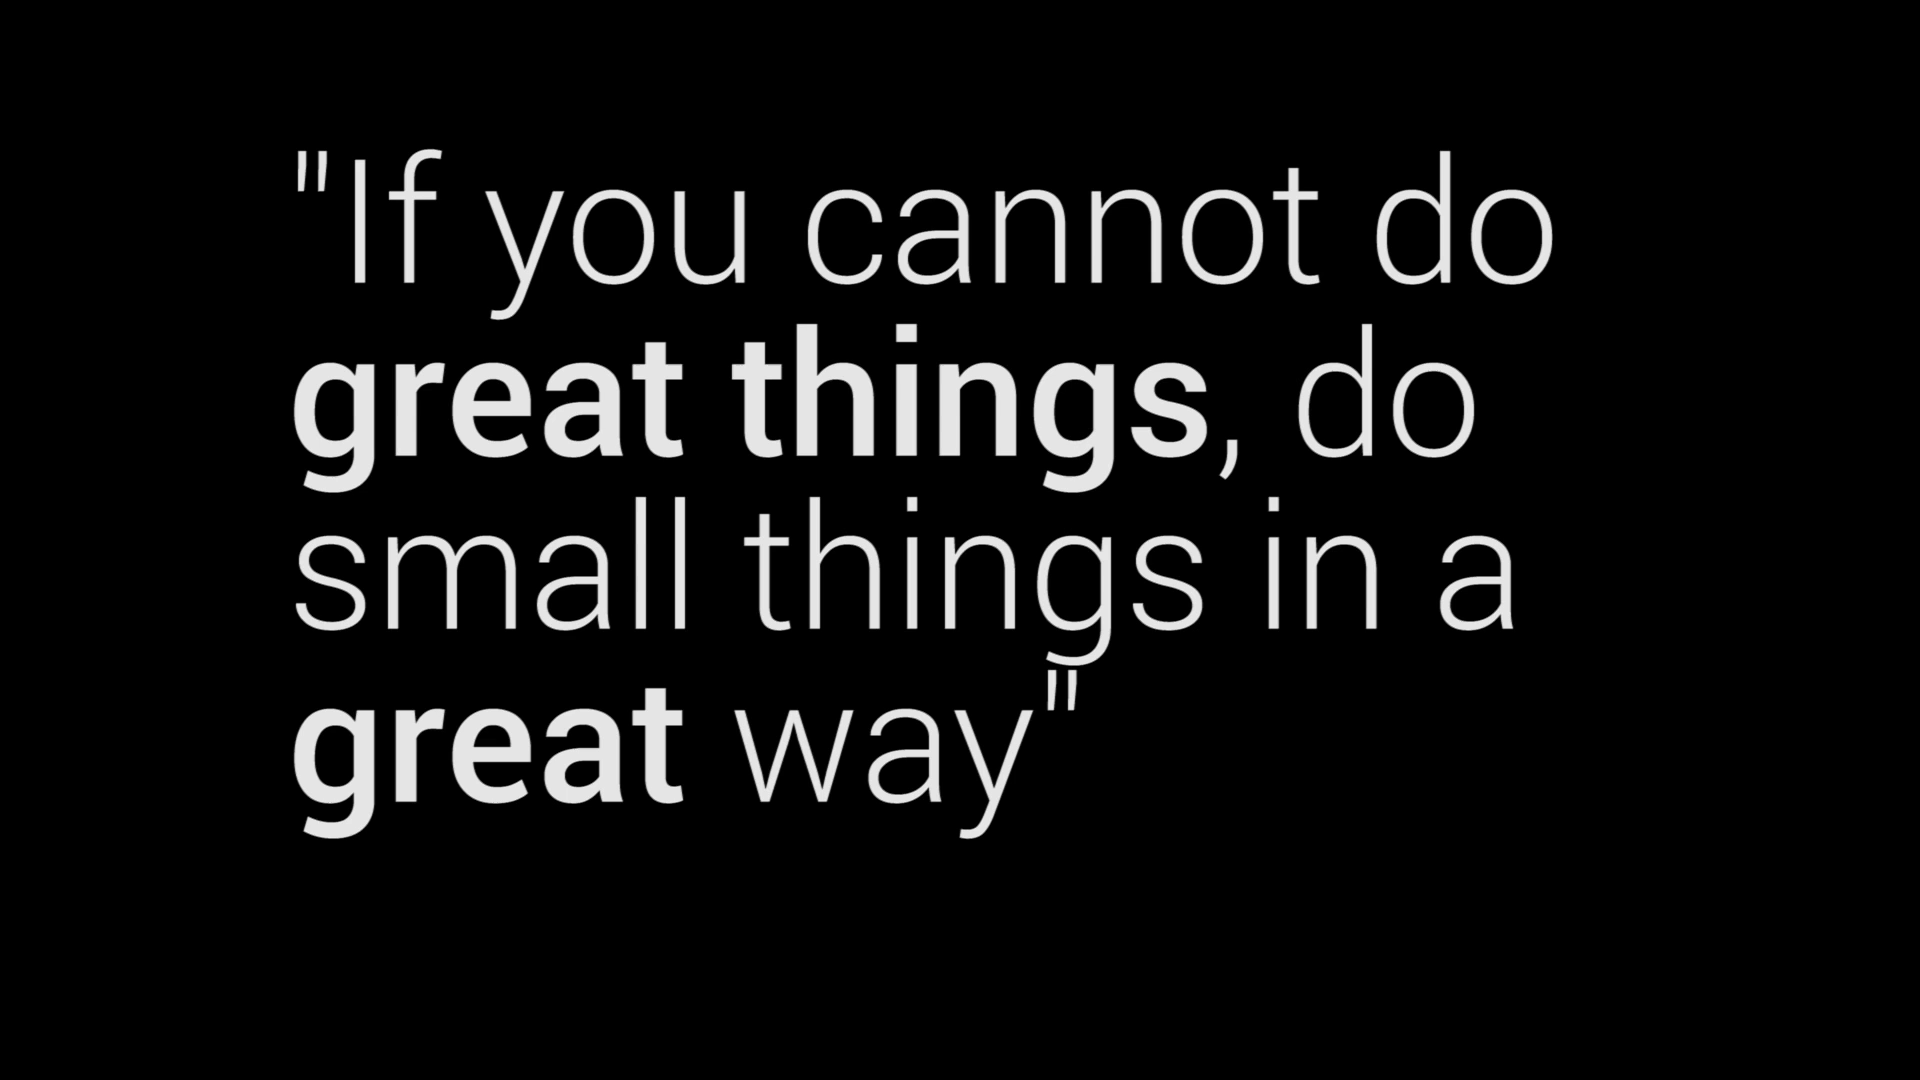 "If you cannot do
great things, do
small things in a
great way"